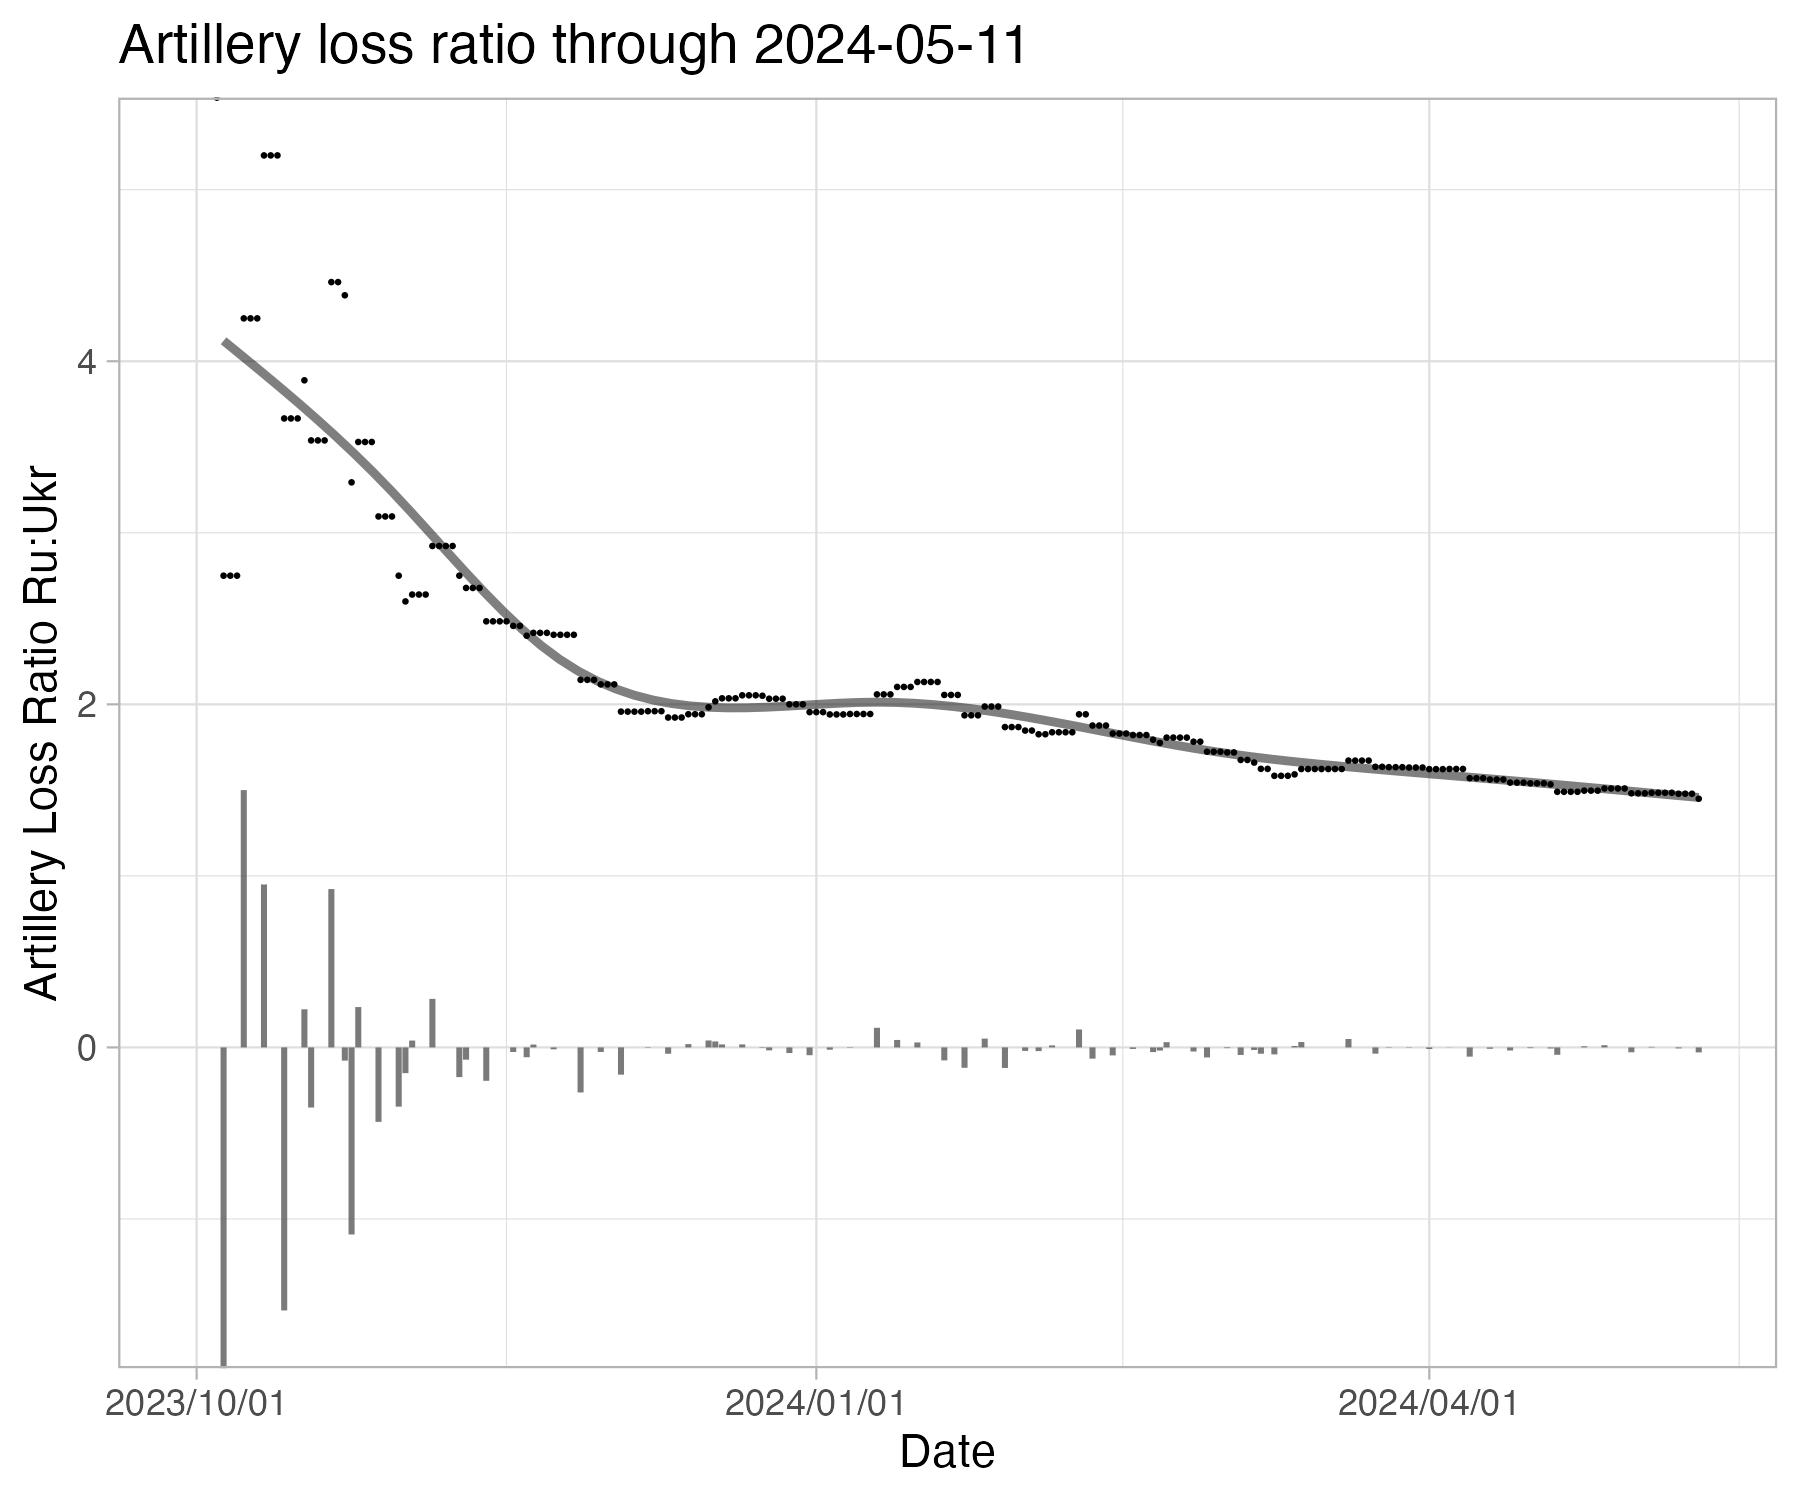 Artillery loss ratio through 2024-05-11
Artillery Loss Ratio Ru:Ukr
4
2
0
2023/10/01
2024/01/01
2024/04/01
Date